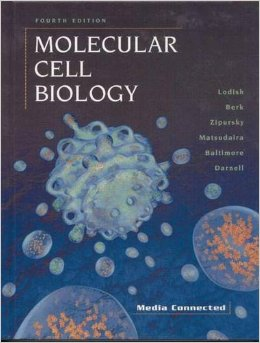 FOURTH EDITION
MOLECULAR
CELL
BIOLOGY
Lodish
Berk
Zipursky
Matsudaira
Baltimore
Darnell
Media Connected